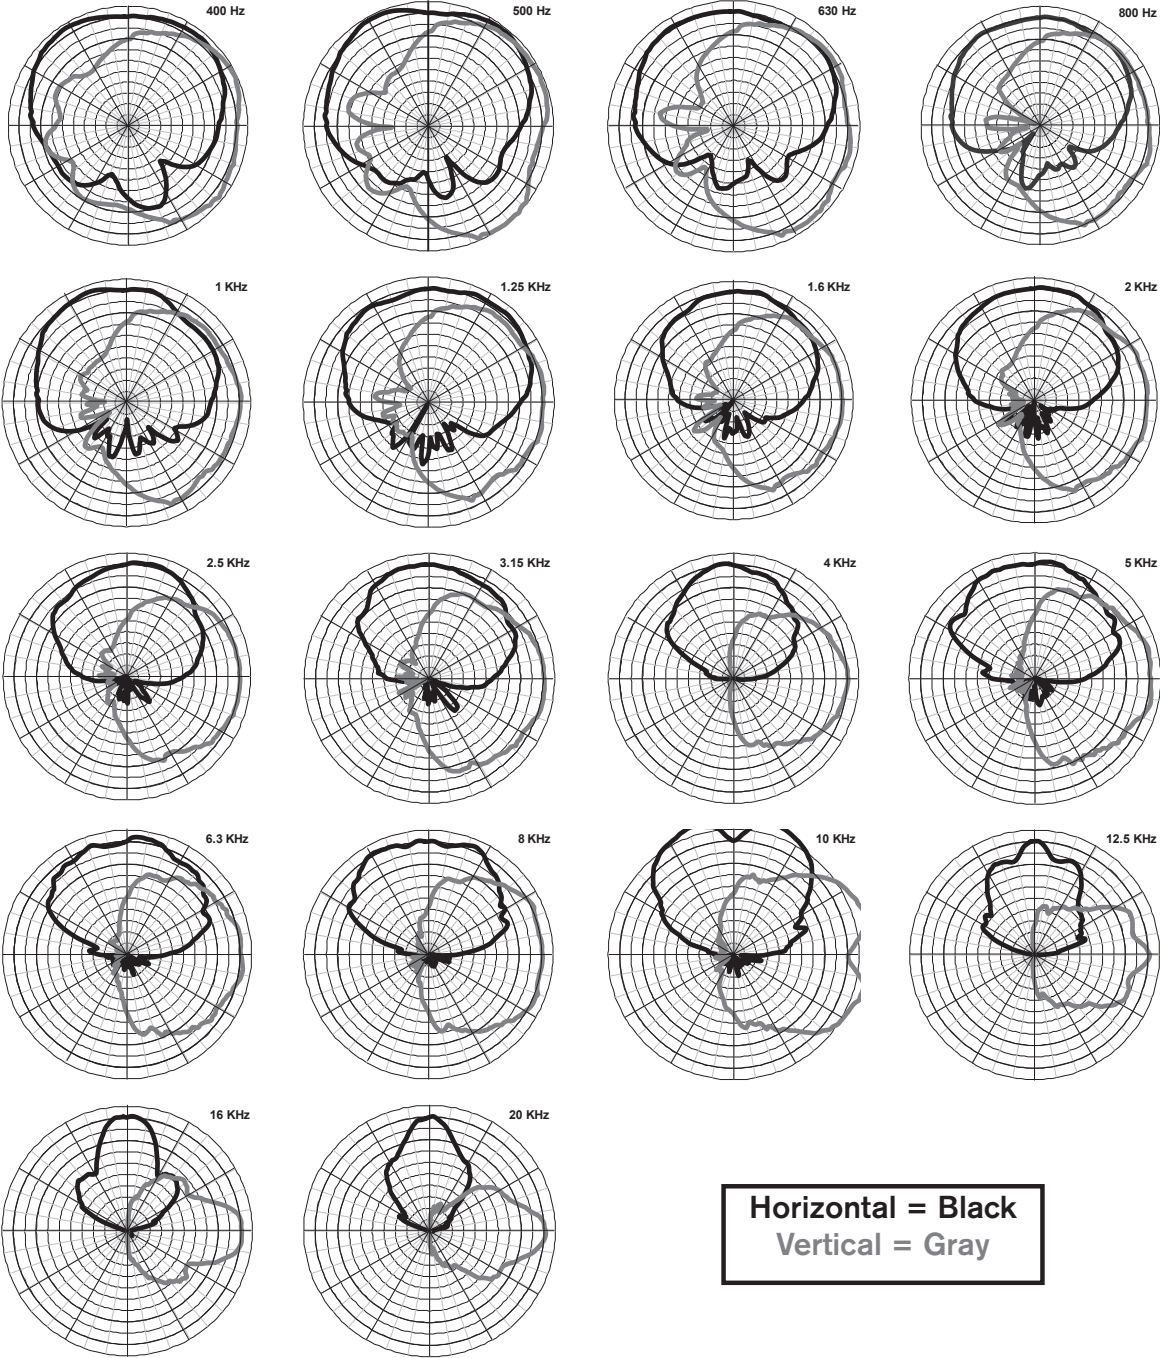 400 Hz
500 Hz
630 Hz
800 Hz
1 KHz
1.25 KHz
1.6 KHz
2 KHz
2.5 KHz
3.15 KHz
4 KHz
5 KHz
6.3 KHz
8 KHz
10 KHz
12.5 KHz
16 KHz
20 KHz
Horizontal = Black
Vertical = Gray